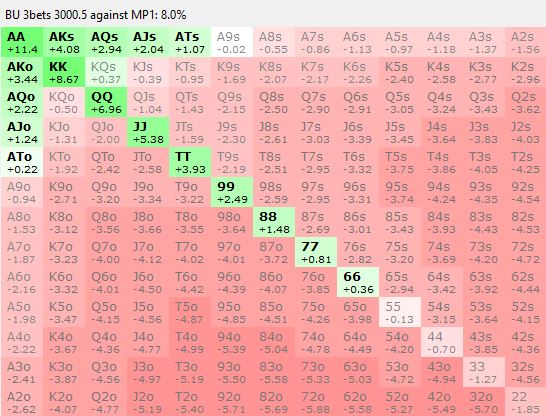 BU 3bets 3000.5 against MP1: 8.0%
AA AKs AQs AJs ATs A9s A8s A7s A6s A5s A4s A3s A2s
+11.4 +4.08 +2.94 +2.04 +1.07 -0.02 -0.55 -0.86 -1.13 -0.97 -1.18 -1.37 -1.56
AKo KK KQs KJs KTs K9s K8s K7s K6s K5s K4s K3s K2s
+3.44 +8.67 +0.37 -0.39 -0.95 -1.69 -2.07 -2.17 -2.26 -2.40 -2.58 -2.77 -2.96
AQo KQo QQ QJs QTs Q9s Q8s Q7s Q6s Q5s Q4s Q3s Q2s
+2.22 -0.50 +6.96 -1.04 -1.43 -2.15 -2.50 -2.90 -2.91 -3.05 -3.24 -3.43 -3.62
AJo KJo QJo JJ JTs J9s J8s J7s J6s J5s J4s J3s J2s
+1.24 -1.31 -2.00 +5.38 -1.59 -2.30 -2.61 -3.03 -3.39 -3.45 -3.64 -3.83 -4.03
ATo KTo QTo JTo TT T9s T8s T7s T6s T5s T4s T3s T2s
+0.22 -1.92 -2.42 -2.58 +3.93 -2.19 -2.51 -2.95 -3.32 -3.75 -3.86 -4.05 -4.25
A9o K9o Q9o J9o T9o 99 98s 97s 96s 95s 94s 93s 92s
-0.94 -2.71 -3.20 -3.34 -3.22 +2.49 -2.59 -2.95 -3.31 -3.74 -4.24 -4.35 -4.54
A8o K8o Q8o J8o T8o 98o 88 87s 86s 85s 84s 83s 82s
-1.53 -3.12 -3.56 -3.66 -3.55 -3.64 +1.48 -2.69 -3.01 -3.43 -3.93 -4.43 -4.53
A7o K7o Q7o J7o T7o 97o 87o 77 76s 75s 74s 73s 72s
-1.87 -3.23 -4.00 -4.12 -4.02 -4.01 -3.72 +0.81 -2.82 -3.20 -3.69 -4.20 -4.72
A6o K6o Q6o J6o T6o 96o 86o 76o 66 65s 64s 63s 62s
-2.16 -3.32 -4.01 -4.50 -4.42 -4.39 -4.07 -3.85 +0.36 -2.94 -3.42 -3.92 -4.44
A5o K5o Q5o J5o T5o 95o 85o 75o 65o 55 54s 53s 52s
-1.98 -3.47 -4.15 -4.56 -4.87 -4.85 -4.51 -4.26 -3.98 -0.13 -3.15 -3.64 -4.15
A4o K4o Q4o J4o T4o 94o 84o 74o 64o 54o 44 43s 42s
-2.22 -3.67 -4.36 -4.77 -4.99 -5.39 -5.04 -4.78 -4.49 -4.20 -0.70 -3.85 -4.36
A3o K3o Q3o J3o T3o 93o 83o 73o 63o 53o 43o 33 32s
-2.41 -3.87 -4.56 -4.97 -5.19 -5.50 -5.58 -5.33 -5.03 -4.72 -4.94 -1.27 -4.56
A2o K2o Q2o J2o T2o 92o 82o 72o 62o 52o 42o 32o 22
-2.62 -4.07 -4.77 -5.19 -5.40 -5.71 -5.69 -5.88 -5.58 -5.27 -5.49 -5.70 -1.85